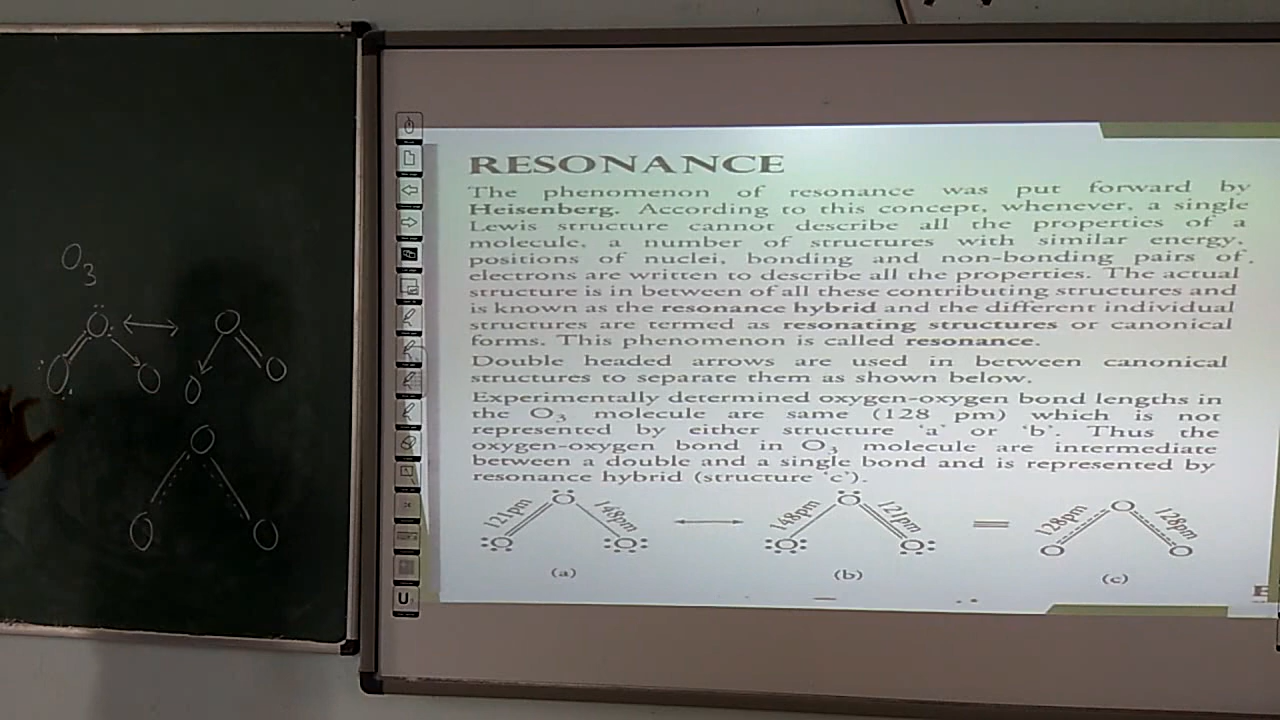 O3
O O
O O O O
O
O O
RESONANCE
The phenomenon of resonance was put forward by
Heisenberg. According to this concept, whenever, a single
Lewis structure cannot describe all the properties of a
molecule, a number of structures with similar energy,
positions of nuclei, bonding and non-bonding pairs of
electrons are written to describe all the properties. The actual
structure is in between of all these contributing structures and
is known as the resonance hybrid and the different individual
structures are termed as resonating structures or canonical
forms. This phenomenon is called resonance.
Double headed arrows are used in between canonical
structures to separate them as shown below.
Experimentally determined oxygen-oxygen bond lengths in
the O3 molecule are same (128 pm) which is not
represented by either structure 'a' or 'b'. Thus the
oxygen-oxygen bond in O3 molecule are intermediate
between a double and a single bond and is represented by
resonance hybrid (structure 'c').
O O O
121pm 148pm 148pm 121pm = 128pm 128pm
O O O O O O
(a) (b) (c)
E
U